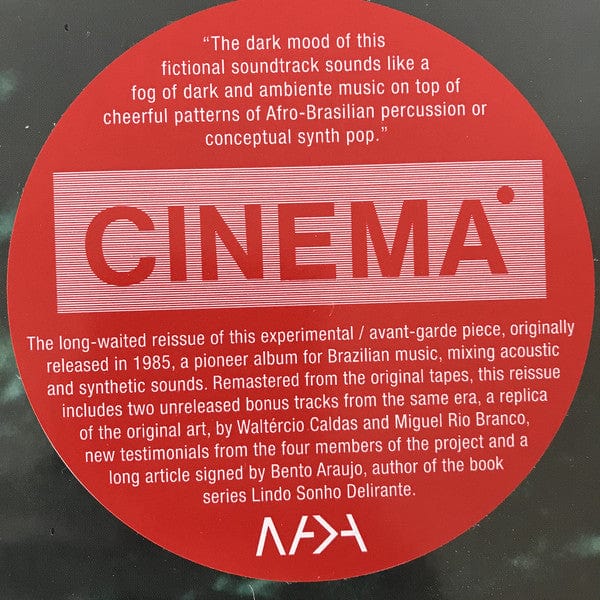 “The dark mood of this
fictional soundtrack sounds like a
fog of dark and ambiente music on top of
cheerful patterns of Afro-Brasilian percussion or
conceptual synth pop.”
CINEMA
The long-waited reissue of this experimental / avant-garde piece, originally
released in 1985, a pioneer album for Brazilian music, mixing acoustic
and synthetic sounds. Remastered from the original tapes, this reissue
includes two unreleased bonus tracks from the same era, a replica
of the original art, by Waltércio Caldas and Miguel Rio Branco,
new testimonials from the four members of the project and a
long article signed by Bento Araujo, author of the book
series Lindo Sonho Delirante.
NADA